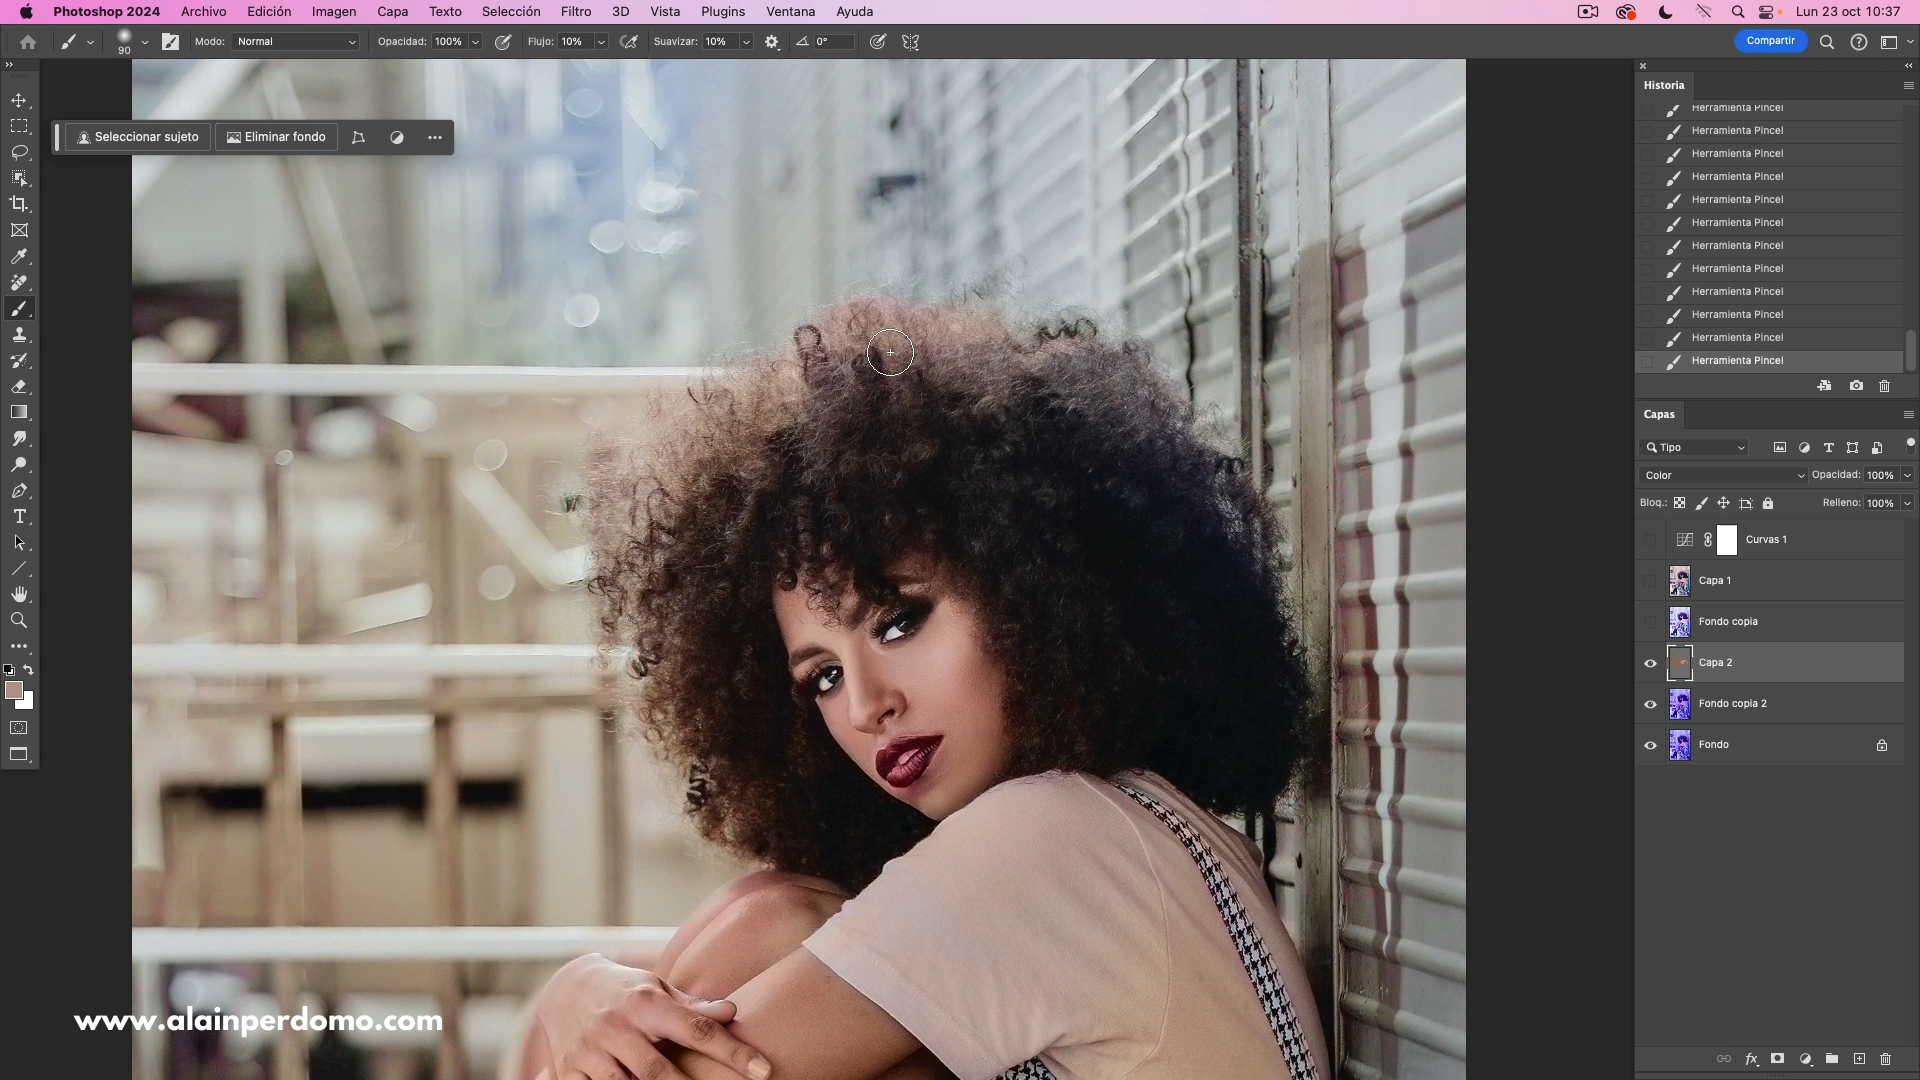 Photoshop 2024 Archivo Edición Imagen Capa Texto Selección Filtro 3D Vista Plugins Ventana Ayuda Lun 23 oct 10:37
90 Modo: Normal Opacidad: 100% Flujo: 10% Suavizar: 10% 0° Compartir
Historia
Seleccionar sujeto Eliminar fondo
Herramienta Pincel
Herramienta Pincel
Herramienta Pincel
Herramienta Pincel
Herramienta Pincel
Herramienta Pincel
Herramienta Pincel
Herramienta Pincel
Herramienta Pincel
Herramienta Pincel
Herramienta Pincel
Herramienta Pincel
Capas
Tipo
Color Opacidad: 100%
Bloq.: Relleno: 100%
Curvas 1
Capa 1
Fondo copia
Capa 2
Fondo copia 2
Fondo
www.alainperdomo.com